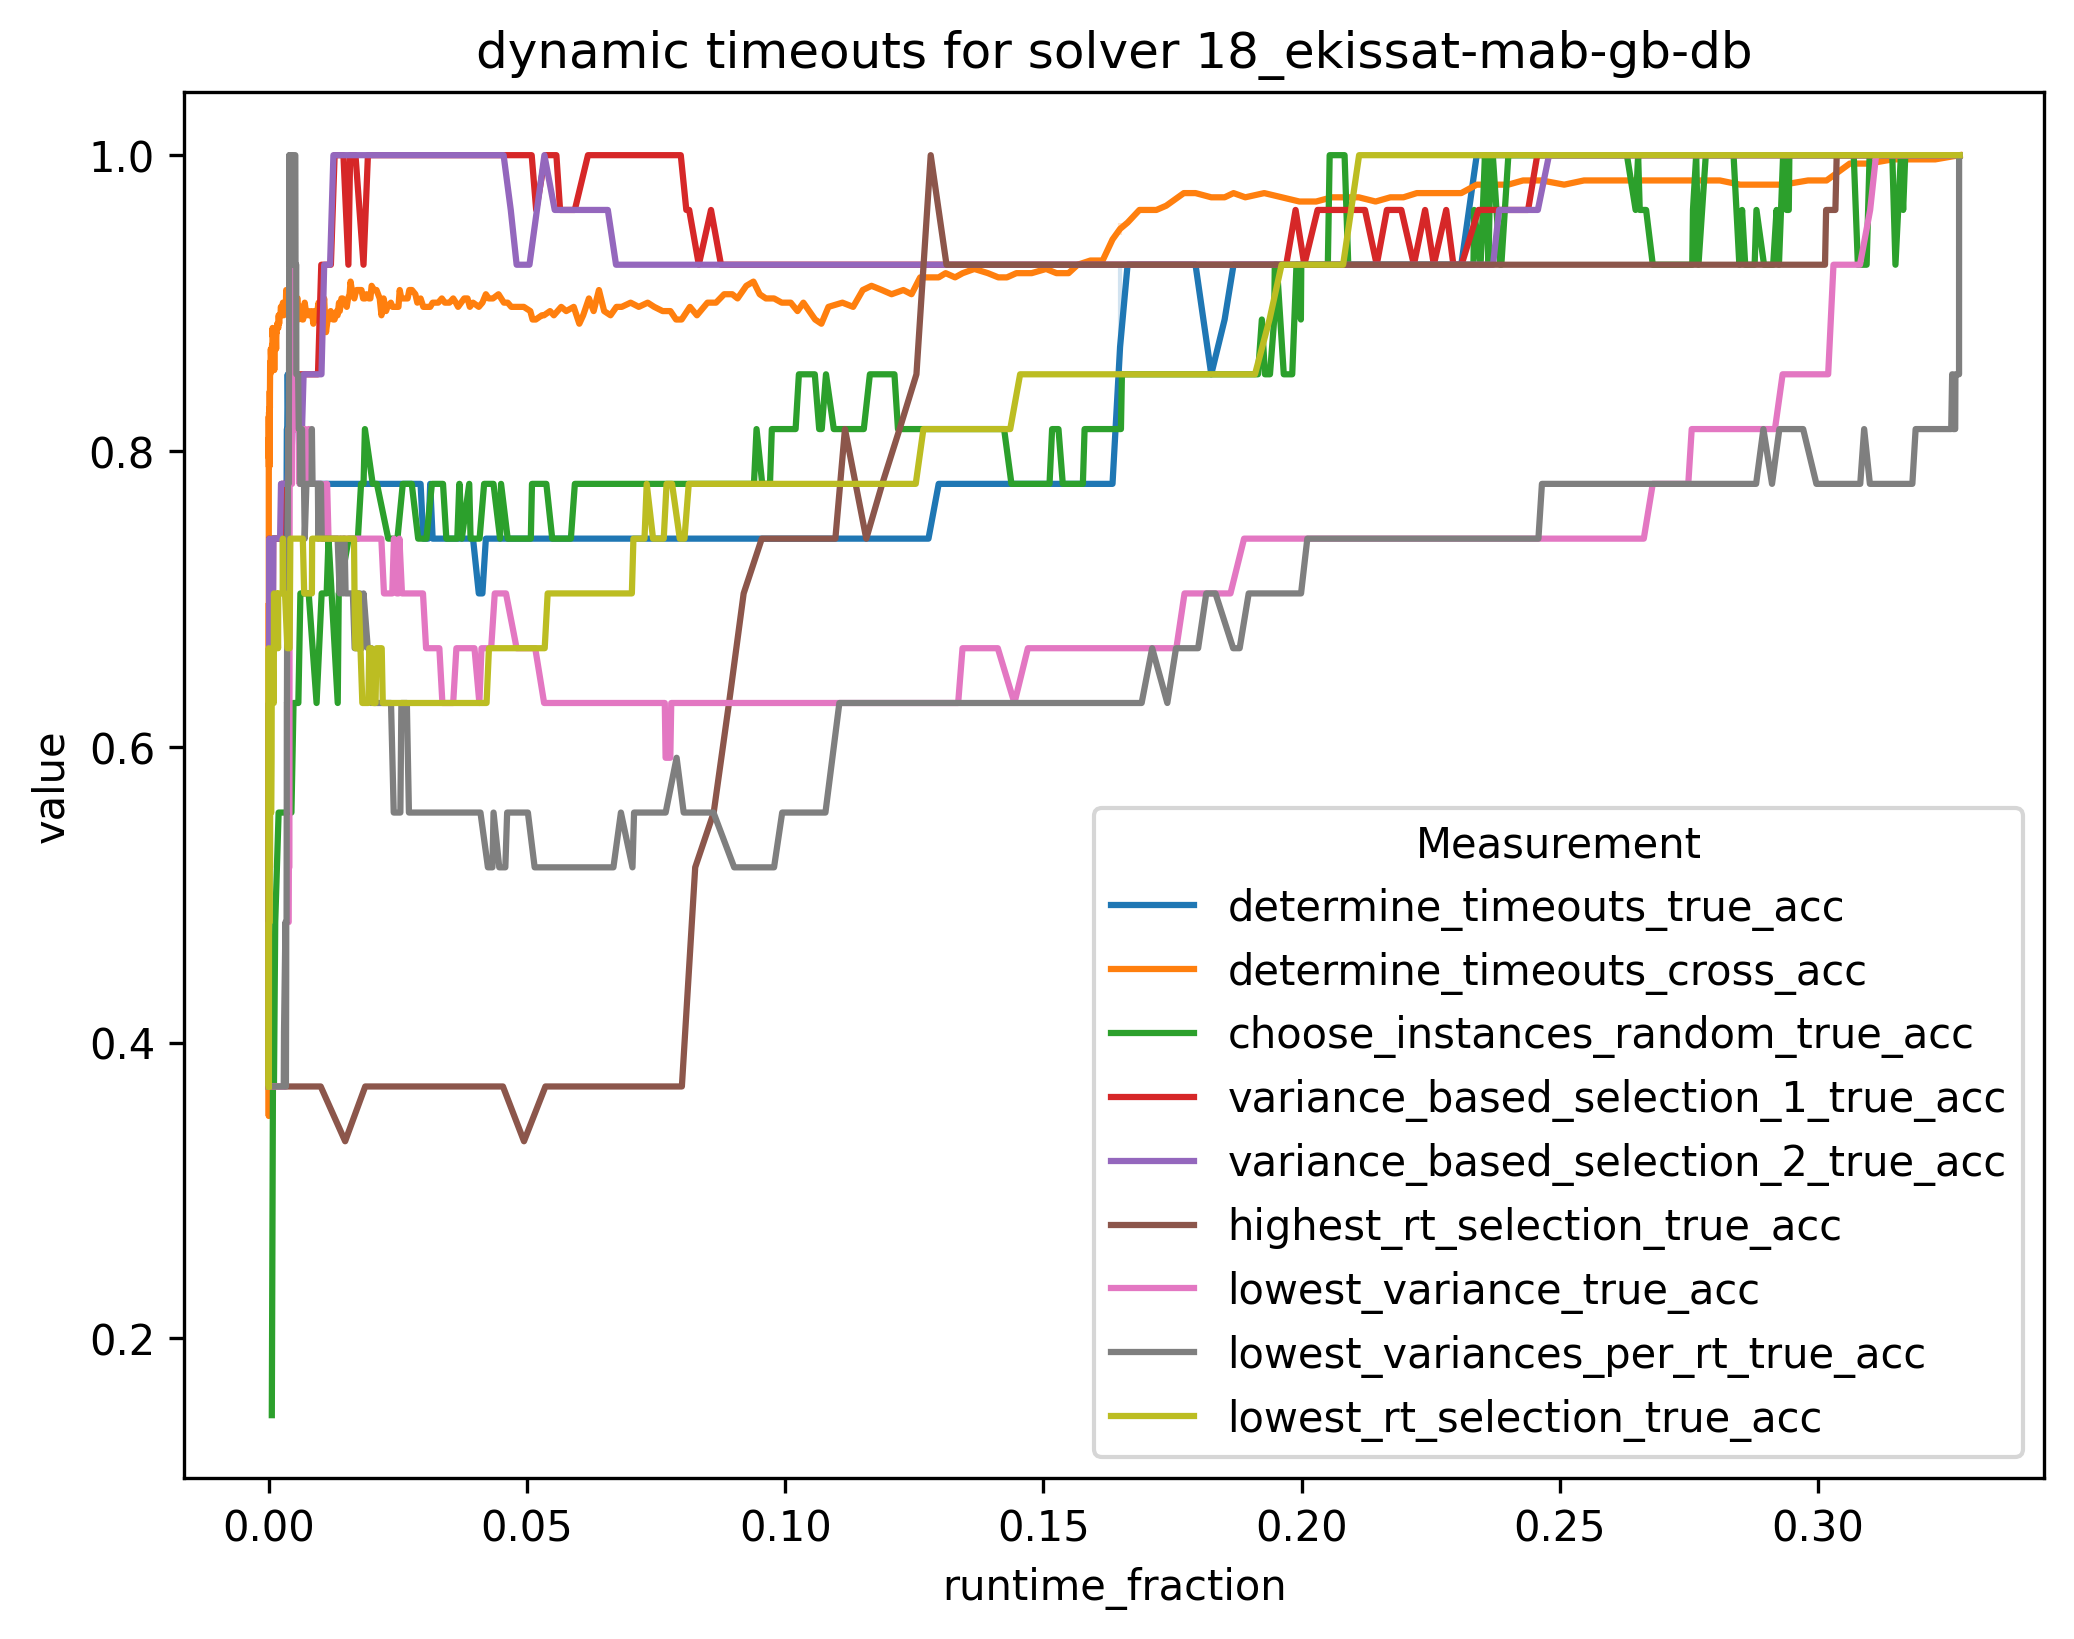 dynamic timeouts for solver 18_ekissat-mab-gb-db
1.0
0.8
0.6
0.4
0.2
value
0.00 0.05 0.10 0.15 0.20 0.25 0.30
runtime_fraction
Measurement
determine_timeouts_true_acc
determine_timeouts_cross_acc
choose_instances_random_true_acc
variance_based_selection_1_true_acc
variance_based_selection_2_true_acc
highest_rt_selection_true_acc
lowest_variance_true_acc
lowest_variances_per_rt_true_acc
lowest_rt_selection_true_acc